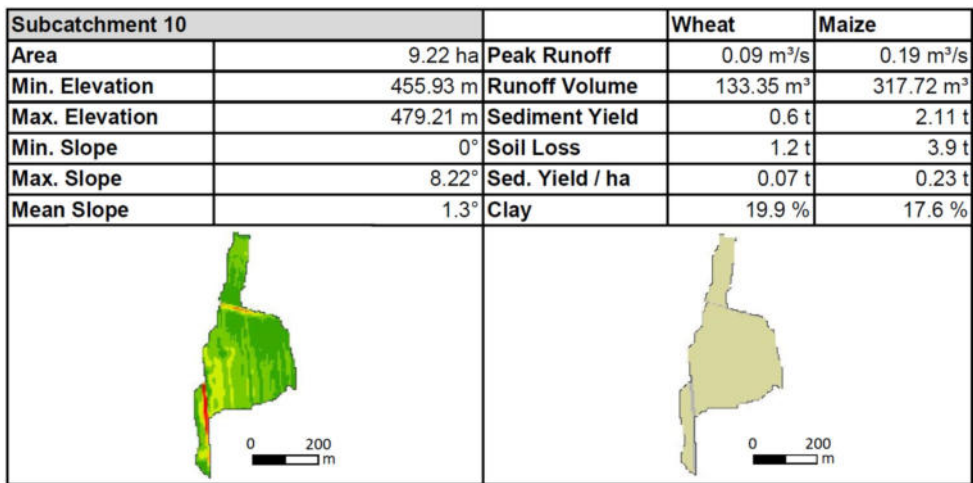 Subcatchment 10 Wheat Maize
Area 9.22 ha Peak Runoff 0.09 m³/s 0.19 m³/s
Min. Elevation 455.93 m Runoff Volume 133.35 m³ 317.72 m³
Max. Elevation 479.21 m Sediment Yield 0.6 t 2.11 t
Min. Slope 0° Soil Loss 1.2 t 3.9 t
Max. Slope 8.22° Sed. Yield / ha 0.07 t 0.23 t
Mean Slope 1.3° Clay 19.9 % 17.6 %
0 200
m
0 200
m